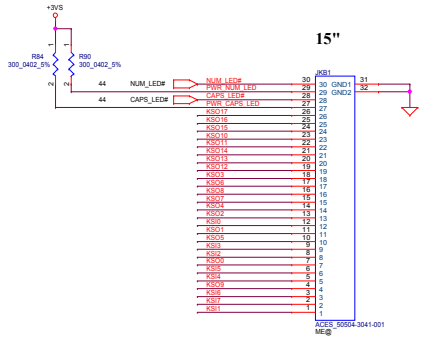 +3VS
15"
R84
300_0402_5%
R90
300_0402_5%
1
1
2
2
JKB1
44 NUM_LED# NUM_LED# 30 30 GND1 31
PWR_NUM_LED 29 29 GND2 32
44 CAPS_LED# CAPS_LED# 28 28
PWR_CAPS_LED 27 27
KSO17 26 26
KSO16 25 25
KSO15 24 24
KSO10 23 23
KSO11 22 22
KSO14 21 21
KSO13 20 20
KSO12 19 19
KSO3 18 18
KSO6 17 17
KSO8 16 16
KSO7 15 15
KSO4 14 14
KSO2 13 13
KSI0 12 12
KSO1 11 11
KSO5 10 10
KSI3 9 9
KSI2 8 8
KSO0 7 7
KSI5 6 6
KSI4 5 5
KSO9 4 4
KSI6 3 3
KSI7 2 2
KSI1 1 1
ACES_50504-3041-001
ME@